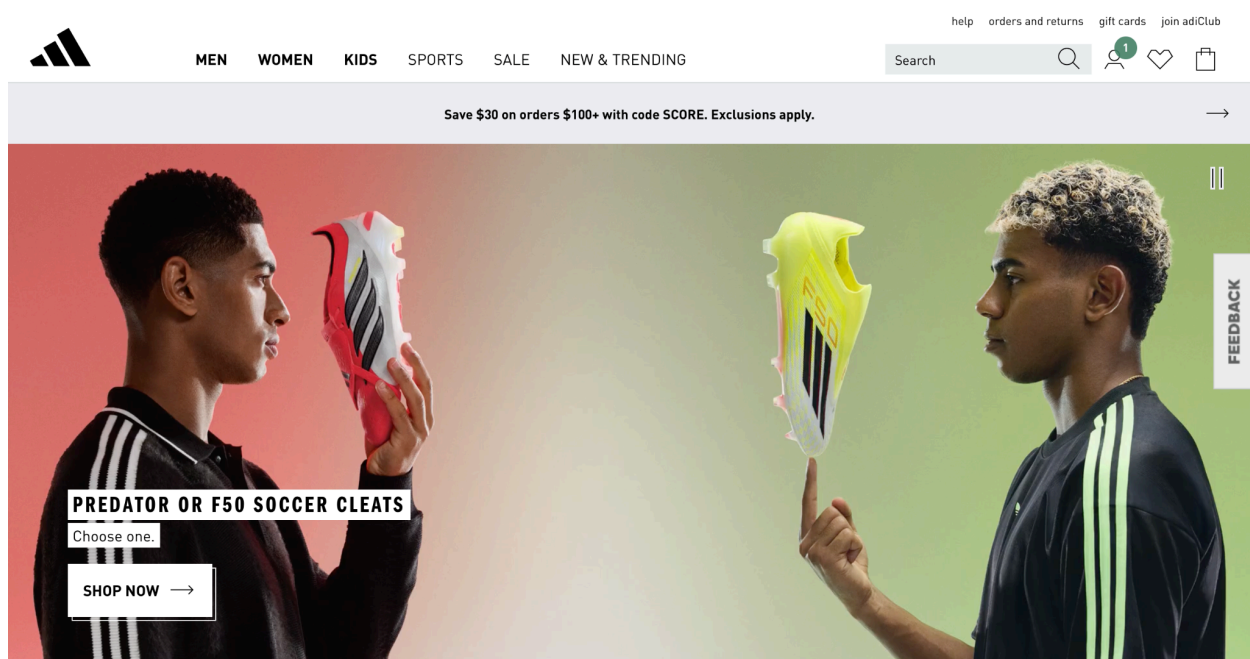 help orders and returns gift cards join adiClub
MEN WOMEN KIDS SPORTS SALE NEW & TRENDING
Search
1
Save $30 on orders $100+ with code SCORE. Exclusions apply.
F50
FEEDBACK
PREDATOR OR F50 SOCCER CLEATS
Choose one.
SHOP NOW